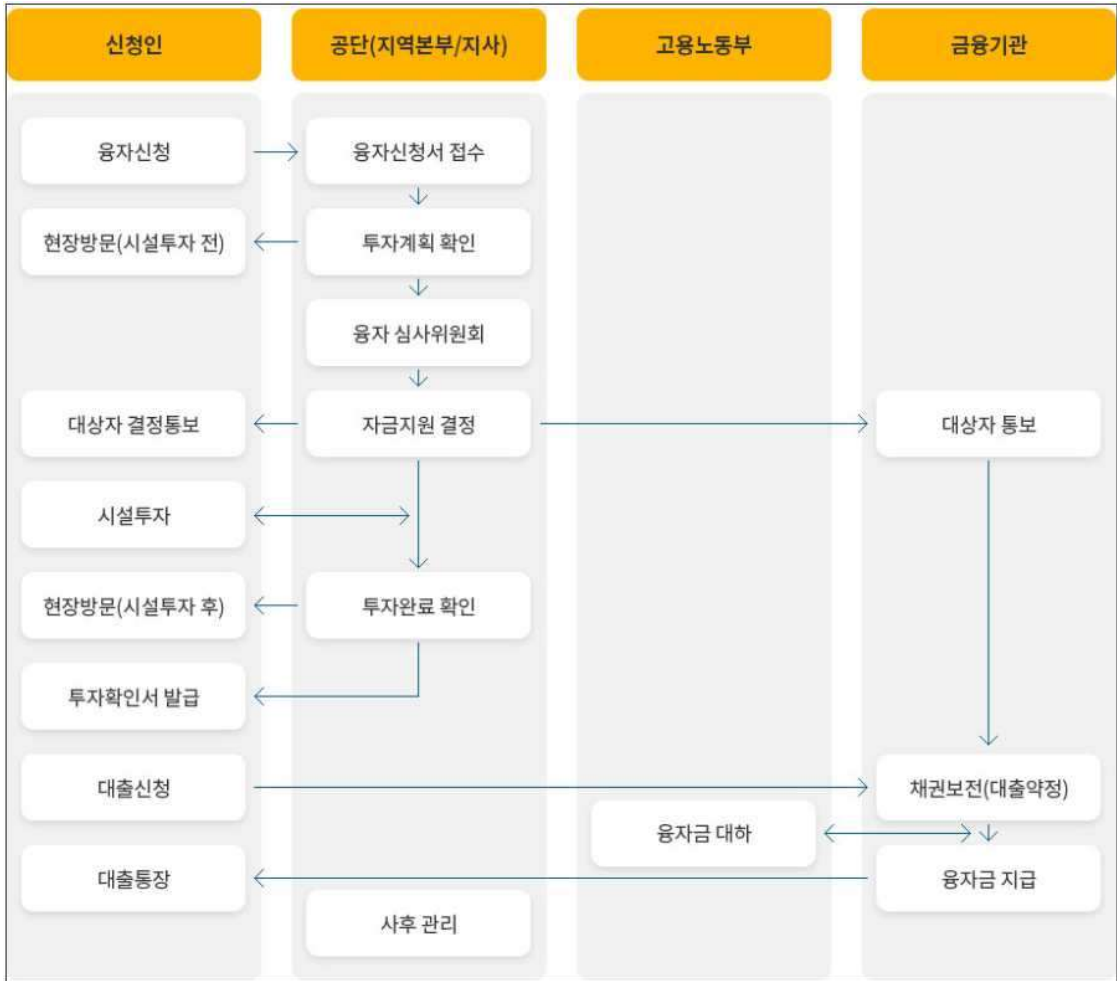 신청인
공단(지역본부/지사)
고용노동부
금융기관
융자신청
융자신청서 접수
현장방문(시설투자 전)
투자계획 확인
융자 심사위원회
대상자 결정통보
자금지원 결정
대상자 통보
시설투자
현장방문(시설투자 후)
투자완료 확인
투자확인서 발급
대출신청
채권보전(대출약정)
융자금 대하
대출통장
융자금 지급
사후 관리